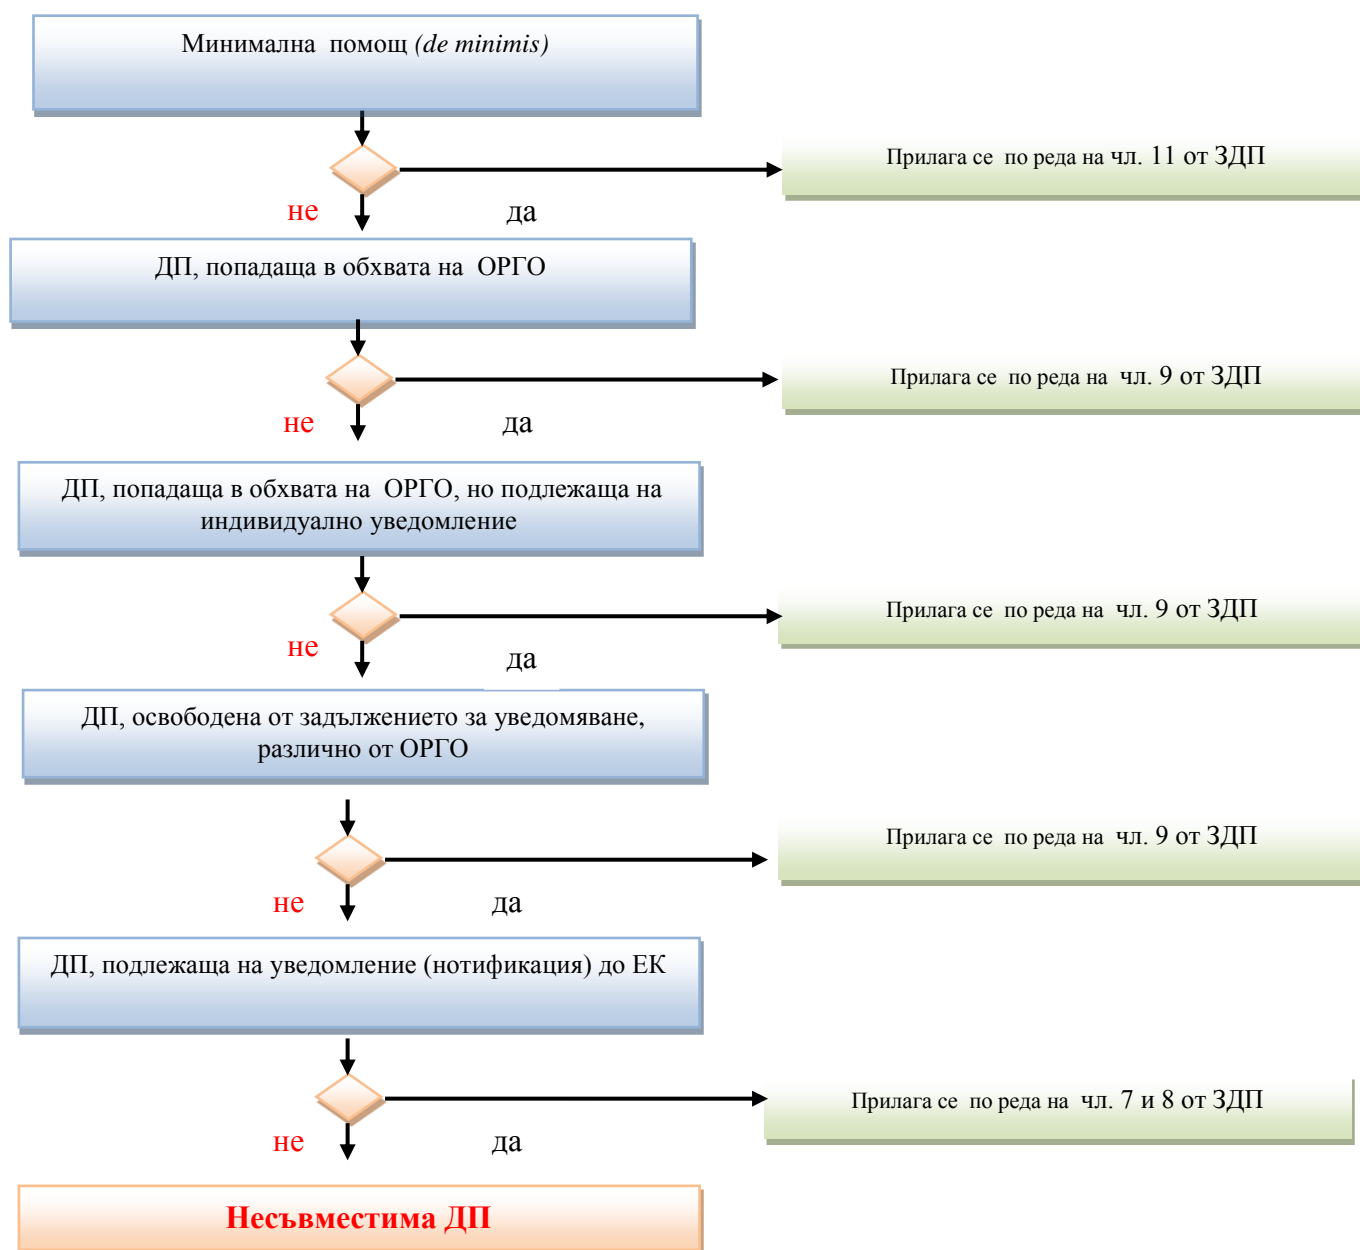 Минимална помощ (de minimis)
Прилага се по реда на чл. 11 от ЗДП
не
да
ДП, попадаща в обхвата на ОРГО
Прилага се по реда на чл. 9 от ЗДП
не
да
ДП, попадаща в обхвата на ОРГО, но подлежаща на
индивидуално уведомление
Прилага се по реда на чл. 9 от ЗДП
не
да
ДП, освободена от задължението за уведомяване,
различно от ОРГО
Прилага се по реда на чл. 9 от ЗДП
не
да
ДП, подлежаща на уведомление (нотификация) до ЕК
Прилага се по реда на чл. 7 и 8 от ЗДП
не
да
Несъвместима ДП